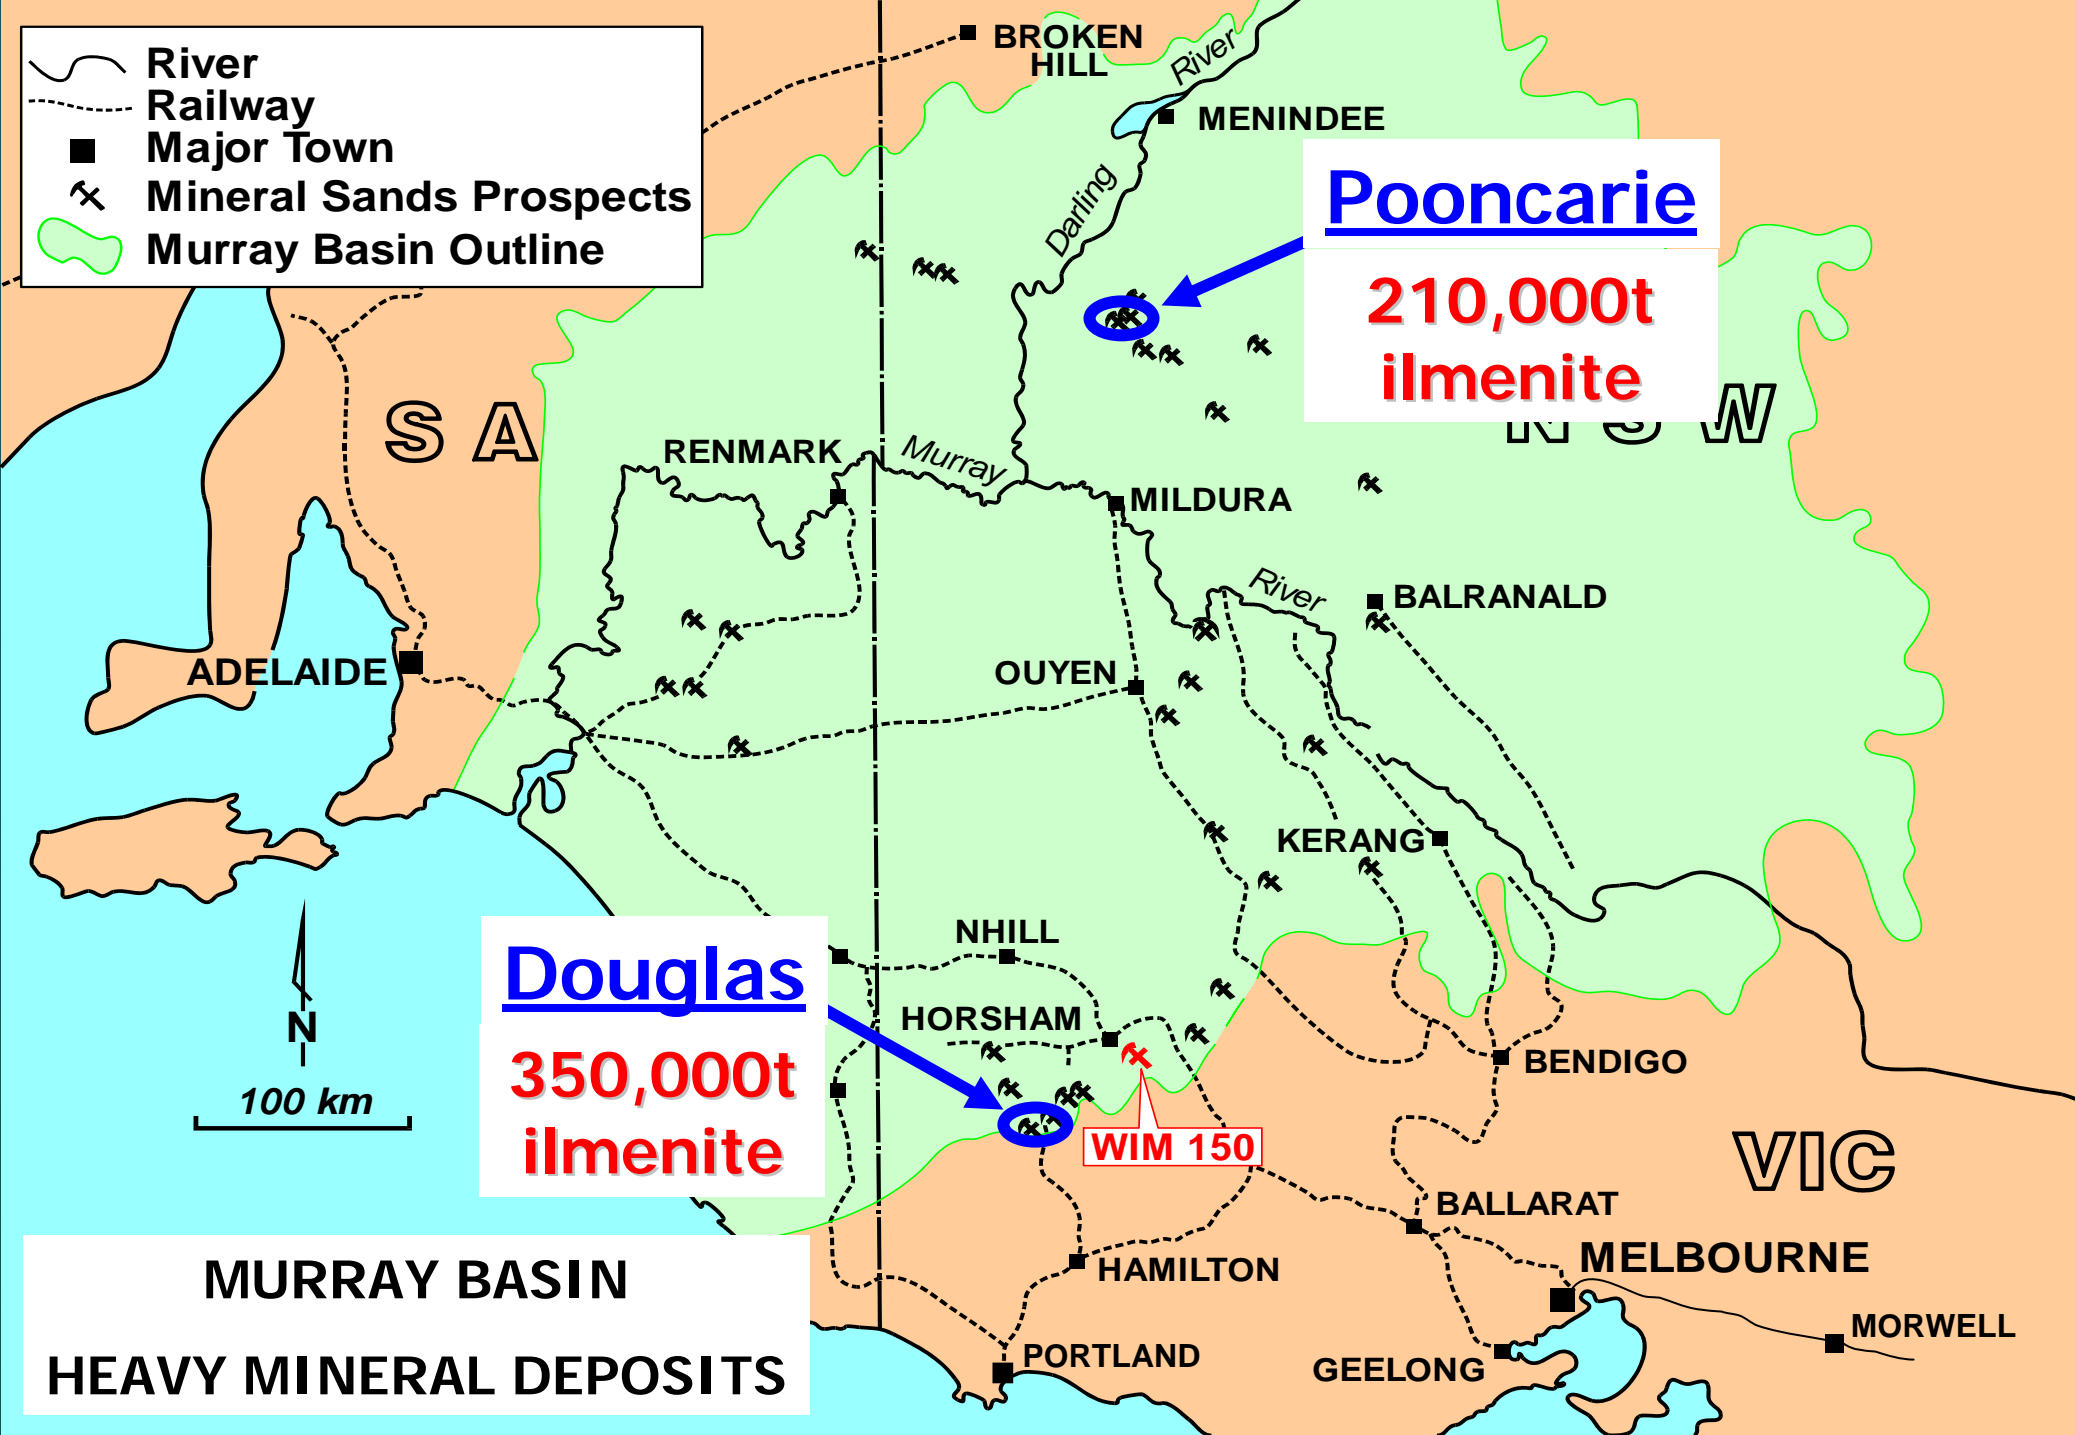 River
Railway
Major Town
Mineral Sands Prospects
Murray Basin Outline
BROKEN
HILL
River
MENINDEE
Darling
Pooncarie
210,000t
ilmenite
S A
N S W
RENMARK
Murray
MILDURA
River
BALRANALD
ADELAIDE
OUYEN
KERANG
NHILL
Douglas
350,000t
ilmenite
HORSHAM
N
100 km
WIM 150
BENDIGO
VIC
BALLARAT
MELBOURNE
HAMILTON
MORWELL
PORTLAND
GEELONG
MURRAY BASIN
HEAVY MINERAL DEPOSITS